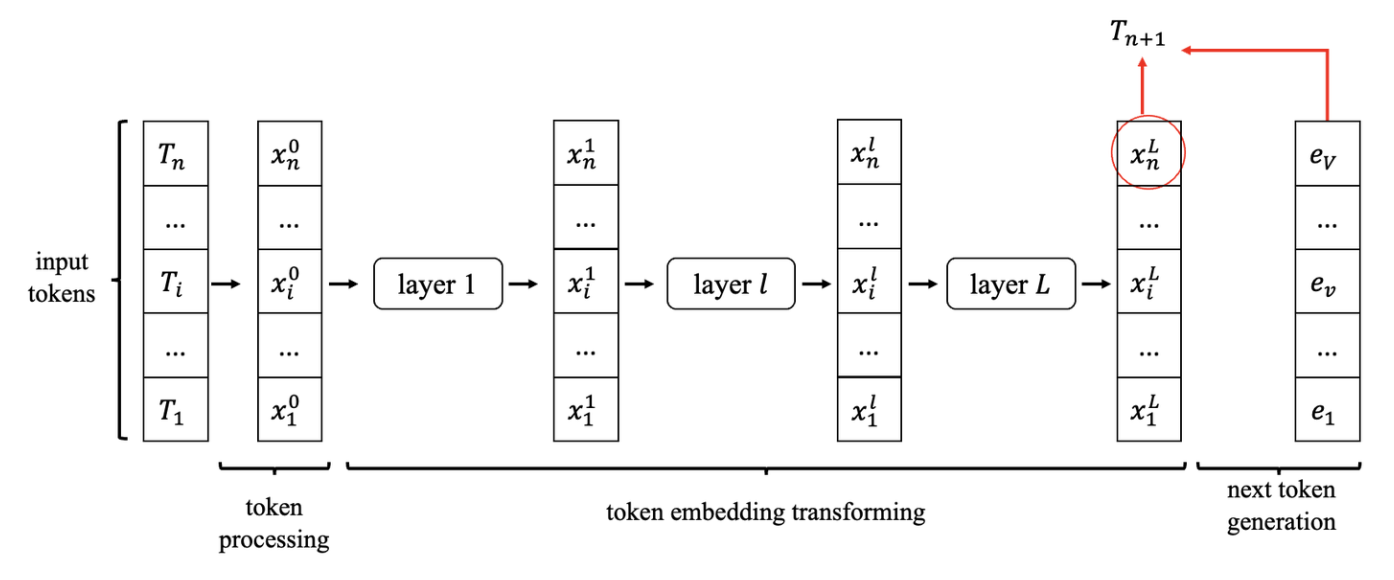 T_{n+1}
T_n x_n^0 x_n^1 x_n^l x_n^L e_V
... ... ... ... ... ...
input
tokens
T_i x_i^0 layer 1 x_i^1 layer l x_i^l layer L x_i^L e_v
... ... ... ... ... ...
T_1 x_1^0 x_1^1 x_1^l x_1^L e_1
token
processing
token embedding transforming
next token
generation